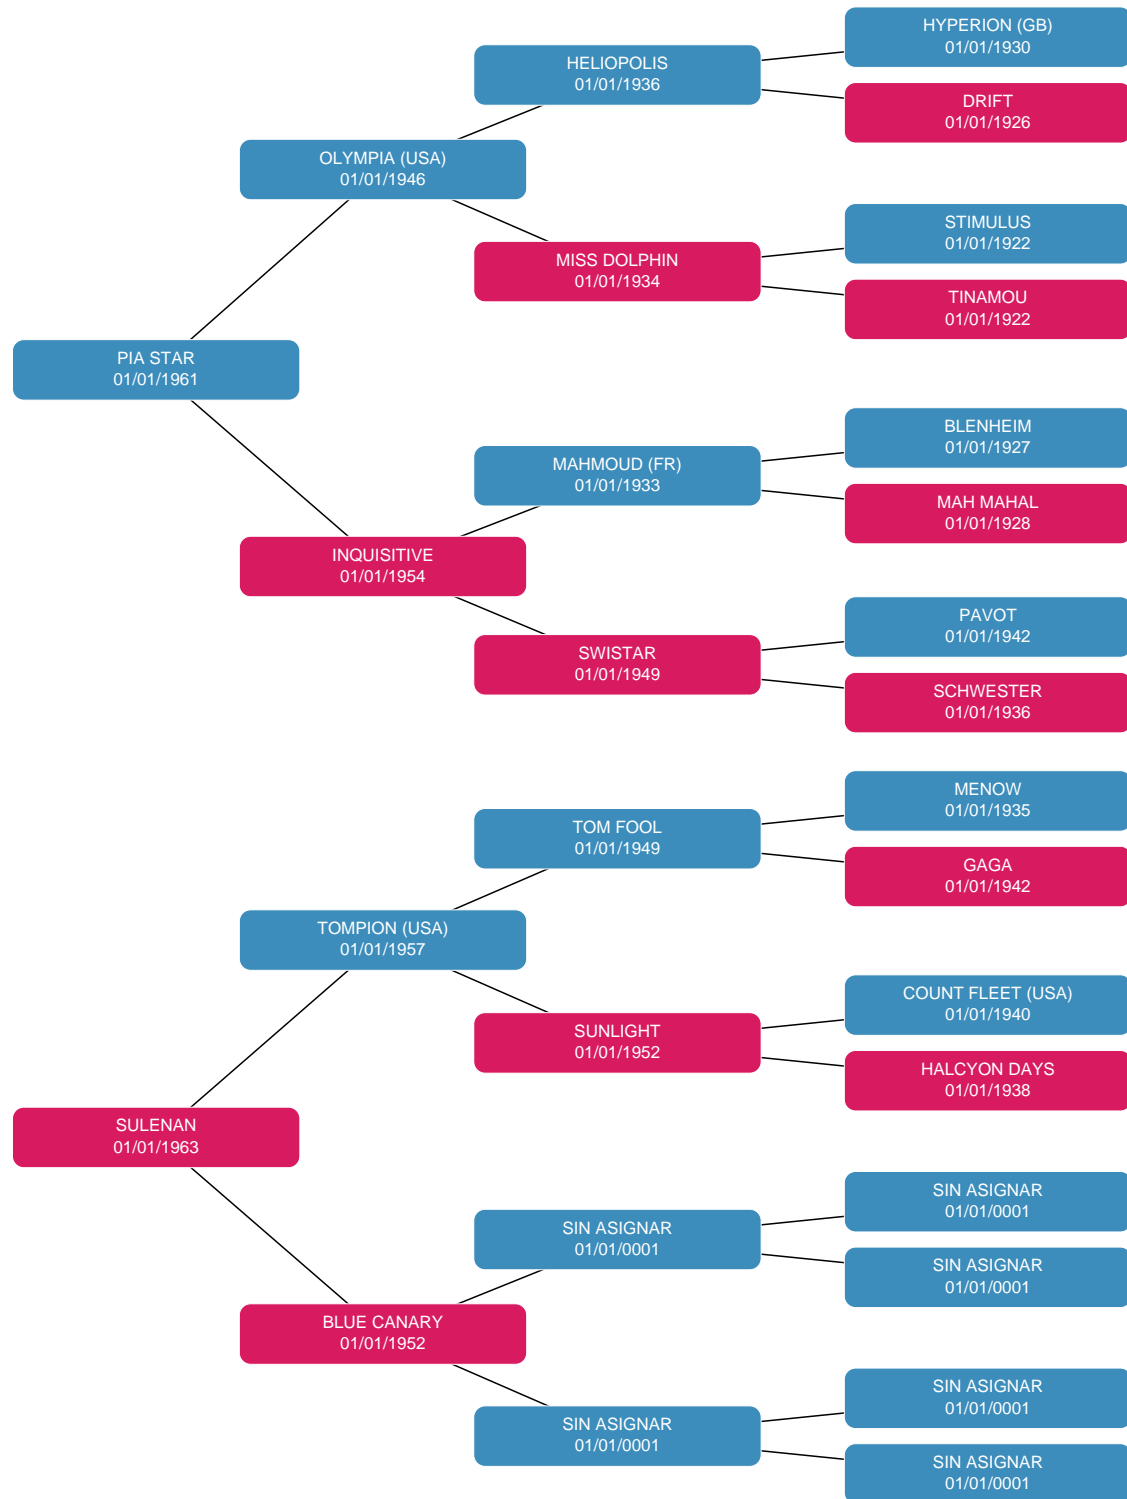 HYPERION (GB)
01/01/1930
HELIOPOLIS
01/01/1936
DRIFT
01/01/1926
OLYMPIA (USA)
01/01/1946
STIMULUS
01/01/1922
MISS DOLPHIN
01/01/1934
TINAMOU
01/01/1922
PIA STAR
01/01/1961
BLENHEIM
01/01/1927
MAHMOUD (FR)
01/01/1933
MAH MAHAL
01/01/1928
INQUISITIVE
01/01/1954
PAVOT
01/01/1942
SWISTAR
01/01/1949
SCHWESTER
01/01/1936
MENOW
01/01/1935
TOM FOOL
01/01/1949
GAGA
01/01/1942
TOMPION (USA)
01/01/1957
COUNT FLEET (USA)
01/01/1940
SUNLIGHT
01/01/1952
HALCYON DAYS
01/01/1938
SULENAN
01/01/1963
SIN ASIGNAR
01/01/0001
SIN ASIGNAR
01/01/0001
SIN ASIGNAR
01/01/0001
BLUE CANARY
01/01/1952
SIN ASIGNAR
01/01/0001
SIN ASIGNAR
01/01/0001
SIN ASIGNAR
01/01/0001